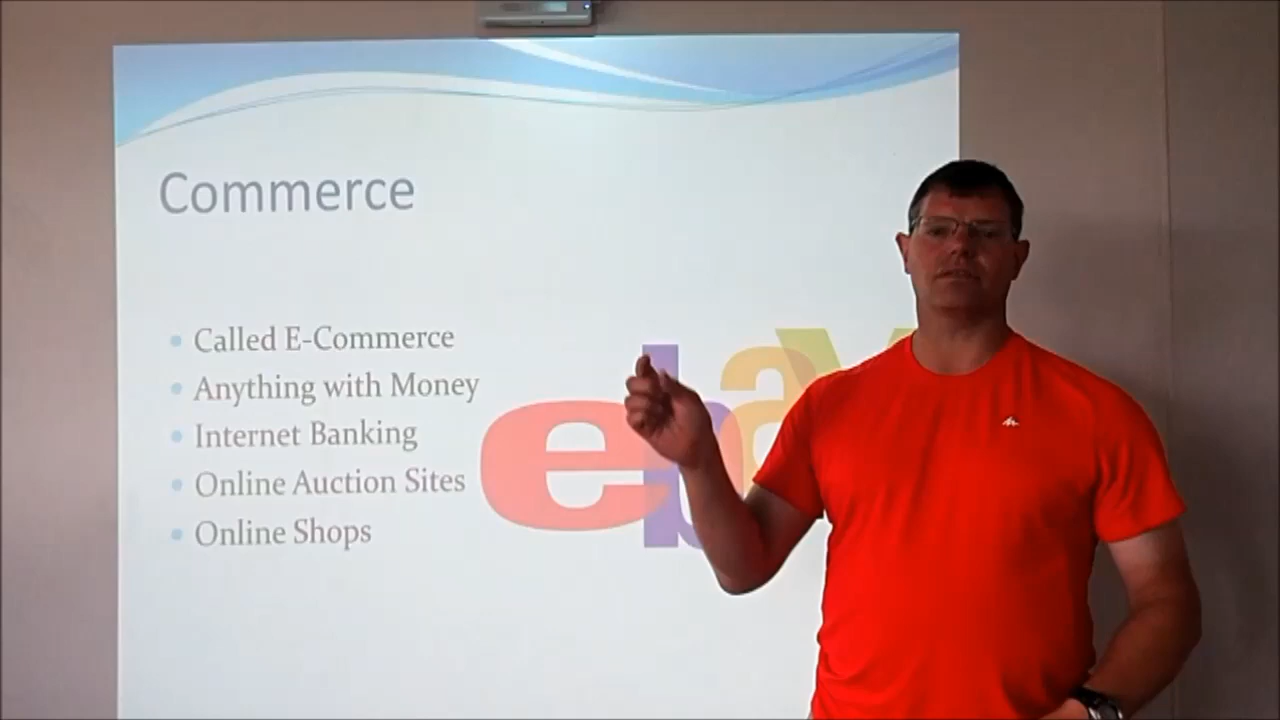 Commerce
Called E-Commerce
Anything with Money
Internet Banking
Online Auction Sites
Online Shops
ebay